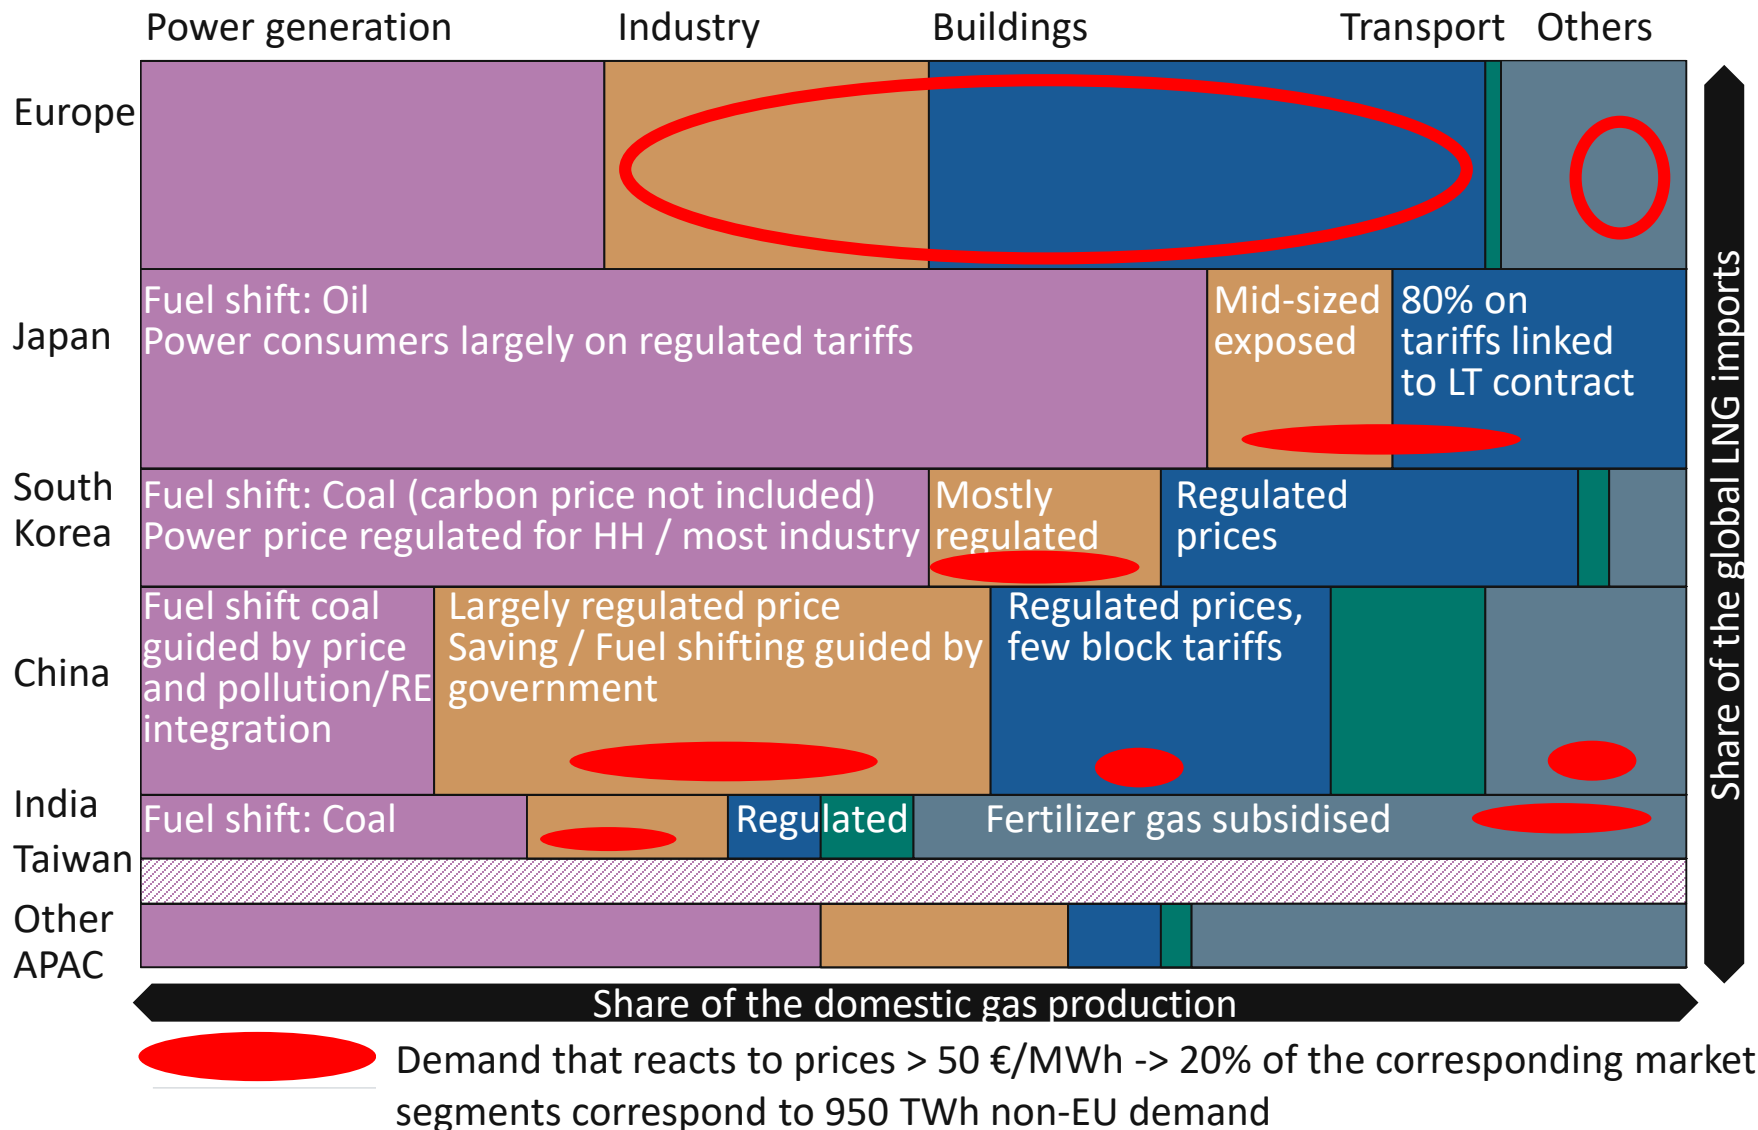 Power generation
Industry
Buildings
Transport
Others
Europe
Japan
Fuel shift: Oil
Power consumers largely on regulated tariffs
Mid-sized
exposed
80% on
tariffs linked
to LT contract
South
Korea
Fuel shift: Coal (carbon price not included)
Power price regulated for HH / most industry
Mostly
regulated
Regulated
prices
China
Fuel shift coal
guided by price
and pollution/RE
integration
Largely regulated price
Saving / Fuel shifting guided by
government
Regulated prices,
few block tariffs
India
Fuel shift: Coal
Regulated
Fertilizer gas subsidised
Taiwan
Other
APAC
Share of the global LNG imports
Share of the domestic gas production
Demand that reacts to prices > 50 €/MWh -> 20% of the corresponding market
segments correspond to 950 TWh non-EU demand